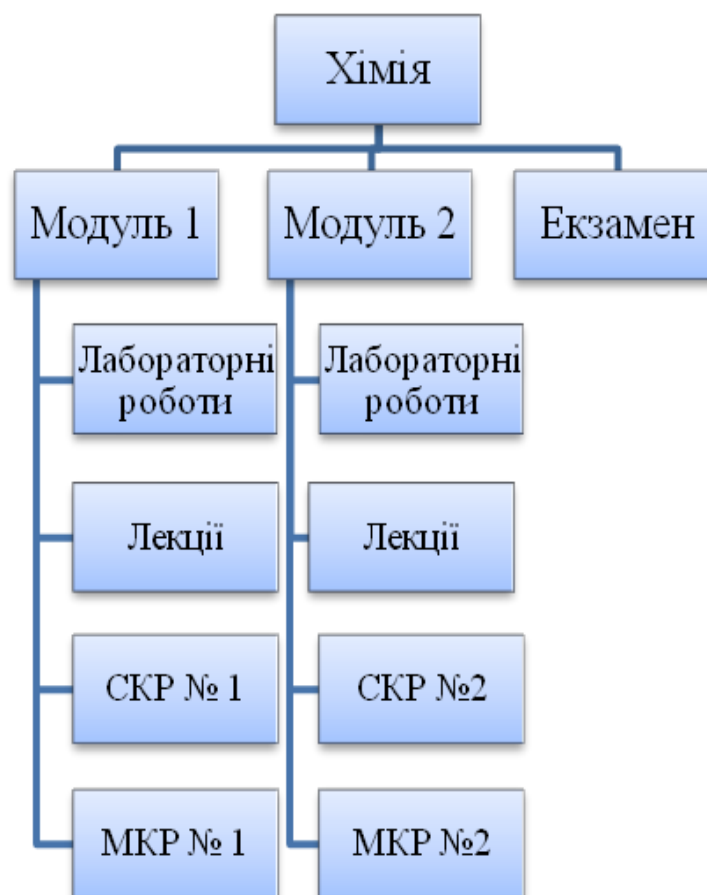 Хімія
Модуль 1
Модуль 2
Екзамен
Лабораторні
роботи
Лабораторні
роботи
Лекції
Лекції
СКР № 1
СКР №2
МКР № 1
МКР №2